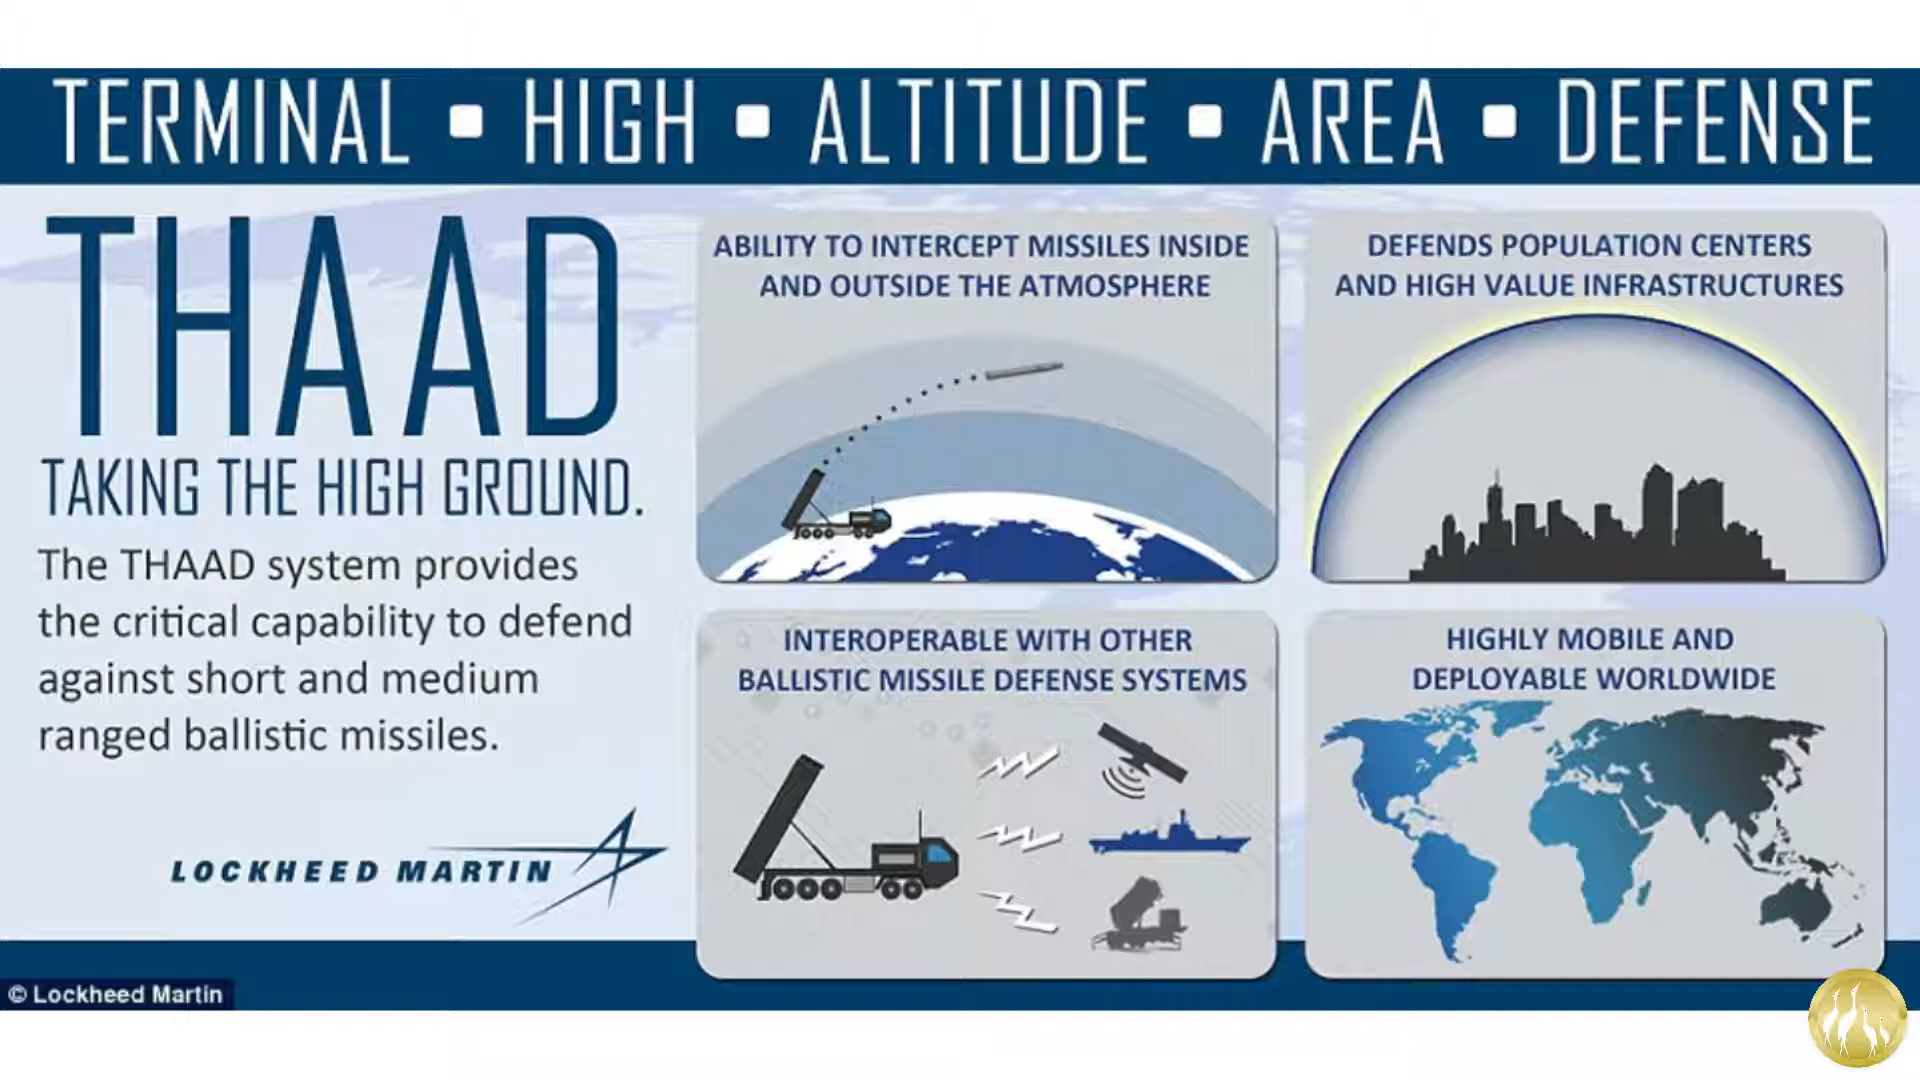 TERMINAL ▪ HIGH ▪ ALTITUDE ▪ AREA ▪ DEFENSE
THAAD
TAKING THE HIGH GROUND.
The THAAD system provides
the critical capability to defend
against short and medium
ranged ballistic missiles.
LOCKHEED MARTIN
ABILITY TO INTERCEPT MISSILES INSIDE
AND OUTSIDE THE ATMOSPHERE
DEFENDS POPULATION CENTERS
AND HIGH VALUE INFRASTRUCTURES
INTEROPERABLE WITH OTHER
BALLISTIC MISSILE DEFENSE SYSTEMS
HIGHLY MOBILE AND
DEPLOYABLE WORLDWIDE
© Lockheed Martin